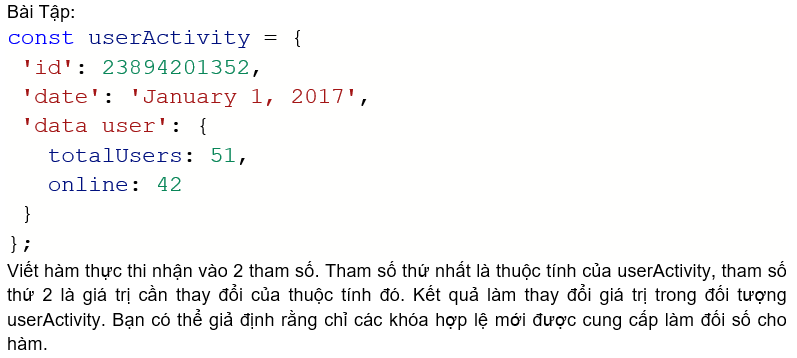 Bài Tập:
const userActivity = {
 'id': 23894201352,
 'date': 'January 1, 2017',
 'data user': {
   totalUsers: 51,
   online: 42
 }
};
Viết hàm thực thi nhận vào 2 tham số. Tham số thứ nhất là thuộc tính của userActivity, tham số
thứ 2 là giá trị cần thay đổi của thuộc tính đó. Kết quả làm thay đổi giá trị trong đối tượng
userActivity. Bạn có thể giả định rằng chỉ các khóa hợp lệ mới được cung cấp làm đối số cho
hàm.